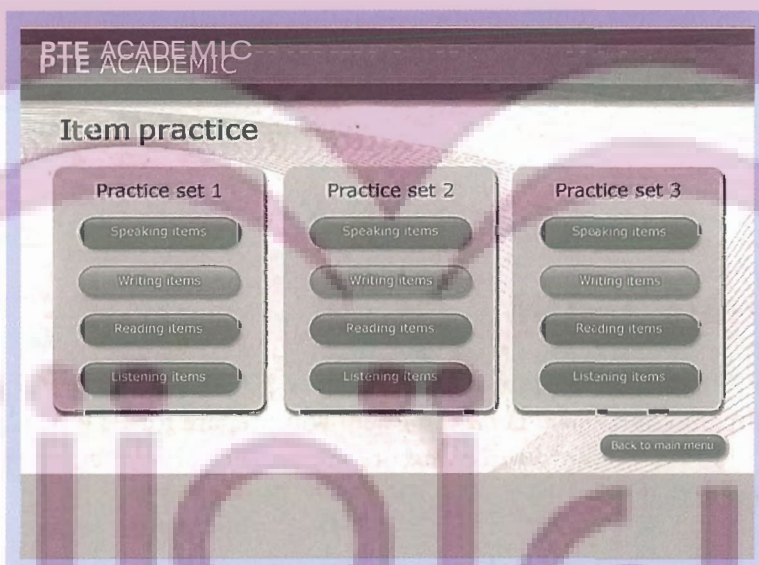 PTE ACADEMIC
PTE ACADEMIC
Item practice
Practice set 1
Speaking items
Writing items
Reading items
Listening items
Practice set 2
Speaking items
Writing items
Reading items
Listening items
Practice set 3
Speaking items
Writing items
Reading items
Listening items
Back to main menu